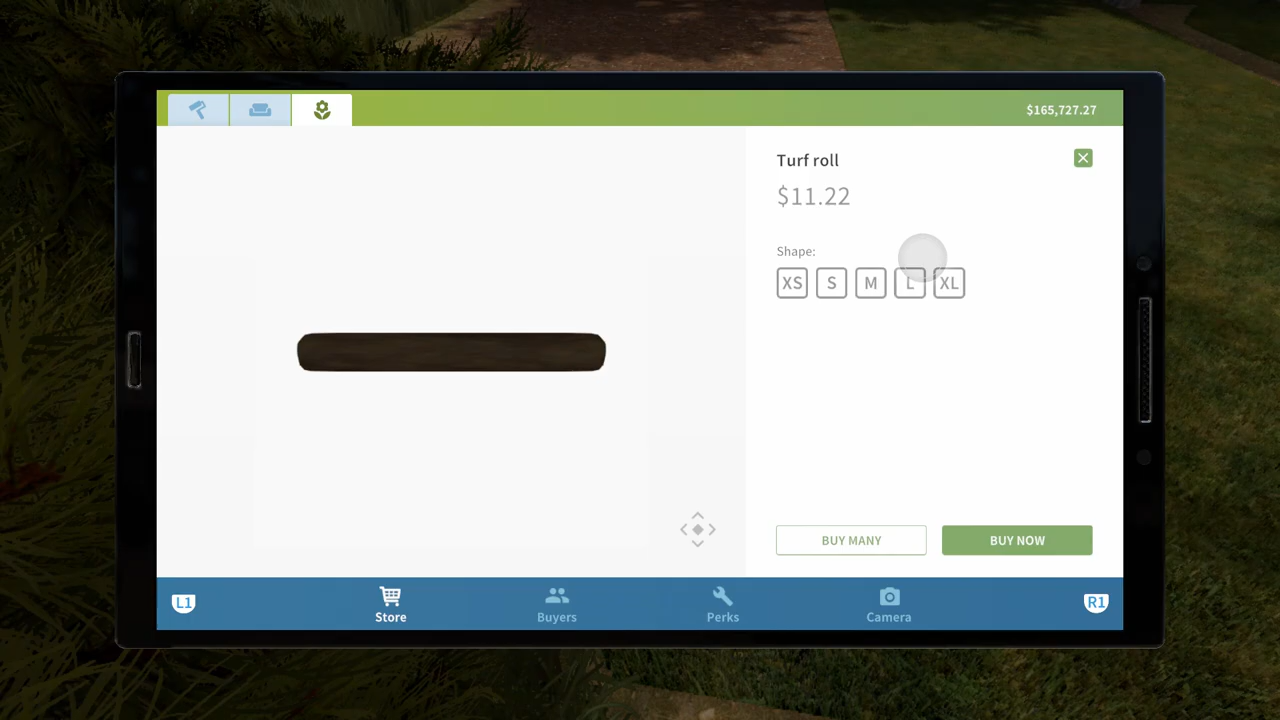 $165,727.27
Turf roll
$11.22
Shape:
XS S M L XL
BUY MANY BUY NOW
L1 Store Buyers Perks Camera R1